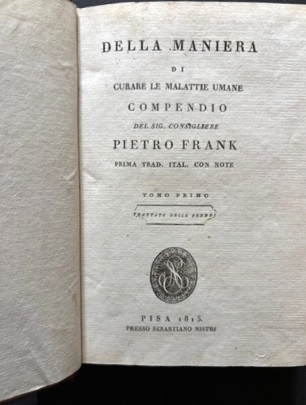 DELLA MANIERA
DI
CURARE LE MALATTIE UMANE
COMPENDIO
DEL SIG. CONSIGLIERE
PIETRO FRANK
PRIMA TRAD. ITAL. CON NOTE
TOMO PRIMO
TRATTATO DELLE FEBBRI
PISA 1815.
PRESSO SEBASTIANO NISTRI